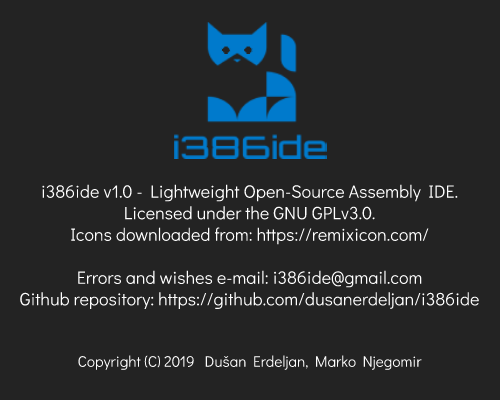 i386ide
i386ide v1.0 - Lightweight Open-Source Assembly IDE.
Licensed under the GNU GPLv3.0.
Icons downloaded from: https://remixicon.com/
Errors and wishes e-mail: i386ide@gmail.com
Github repository: https://github.com/dusanerdeljan/i386ide
Copyright (C) 2019 Dušan Erdeljan, Marko Njegomir